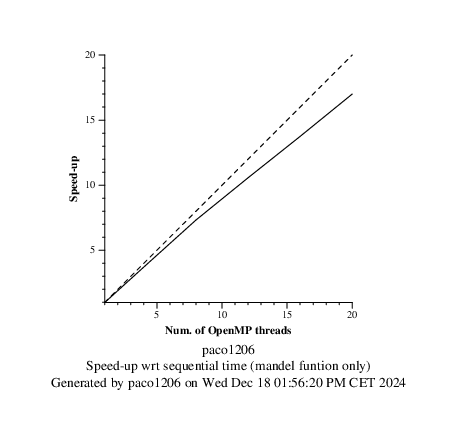 20
15
10
5
Speed-up
5 10 15 20
Num. of OpenMP threads
paco1206
Speed-up wrt sequential time (mandel funtion only)
Generated by paco1206 on Wed Dec 18 01:56:20 PM CET 2024